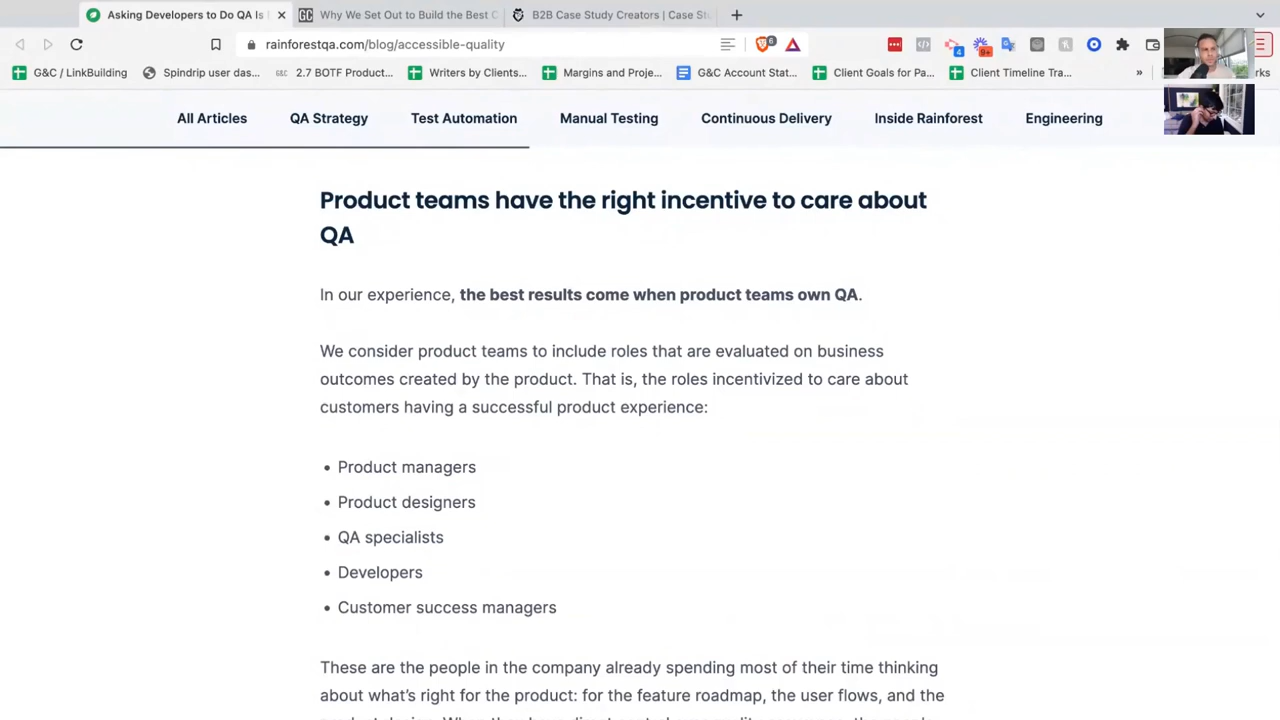 Asking Developers to Do QA Is
Why We Set Out to Build the Best C
B2B Case Study Creators | Case Stu
rainforestqa.com/blog/accessible-quality
6
4
9+
G&C / LinkBuilding
Spindrip user das...
2.7 BOTF Product...
Writers by Clients...
Margins and Proje...
G&C Account Stat...
Client Goals for Pa...
Client Timeline Tra...
»
All Articles
QA Strategy
Test Automation
Manual Testing
Continuous Delivery
Inside Rainforest
Engineering
Product teams have the right incentive to care about
QA
In our experience, the best results come when product teams own QA.
We consider product teams to include roles that are evaluated on business
outcomes created by the product. That is, the roles incentivized to care about
customers having a successful product experience:
• Product managers
• Product designers
• QA specialists
• Developers
• Customer success managers
These are the people in the company already spending most of their time thinking
about what's right for the product: for the feature roadmap, the user flows, and the